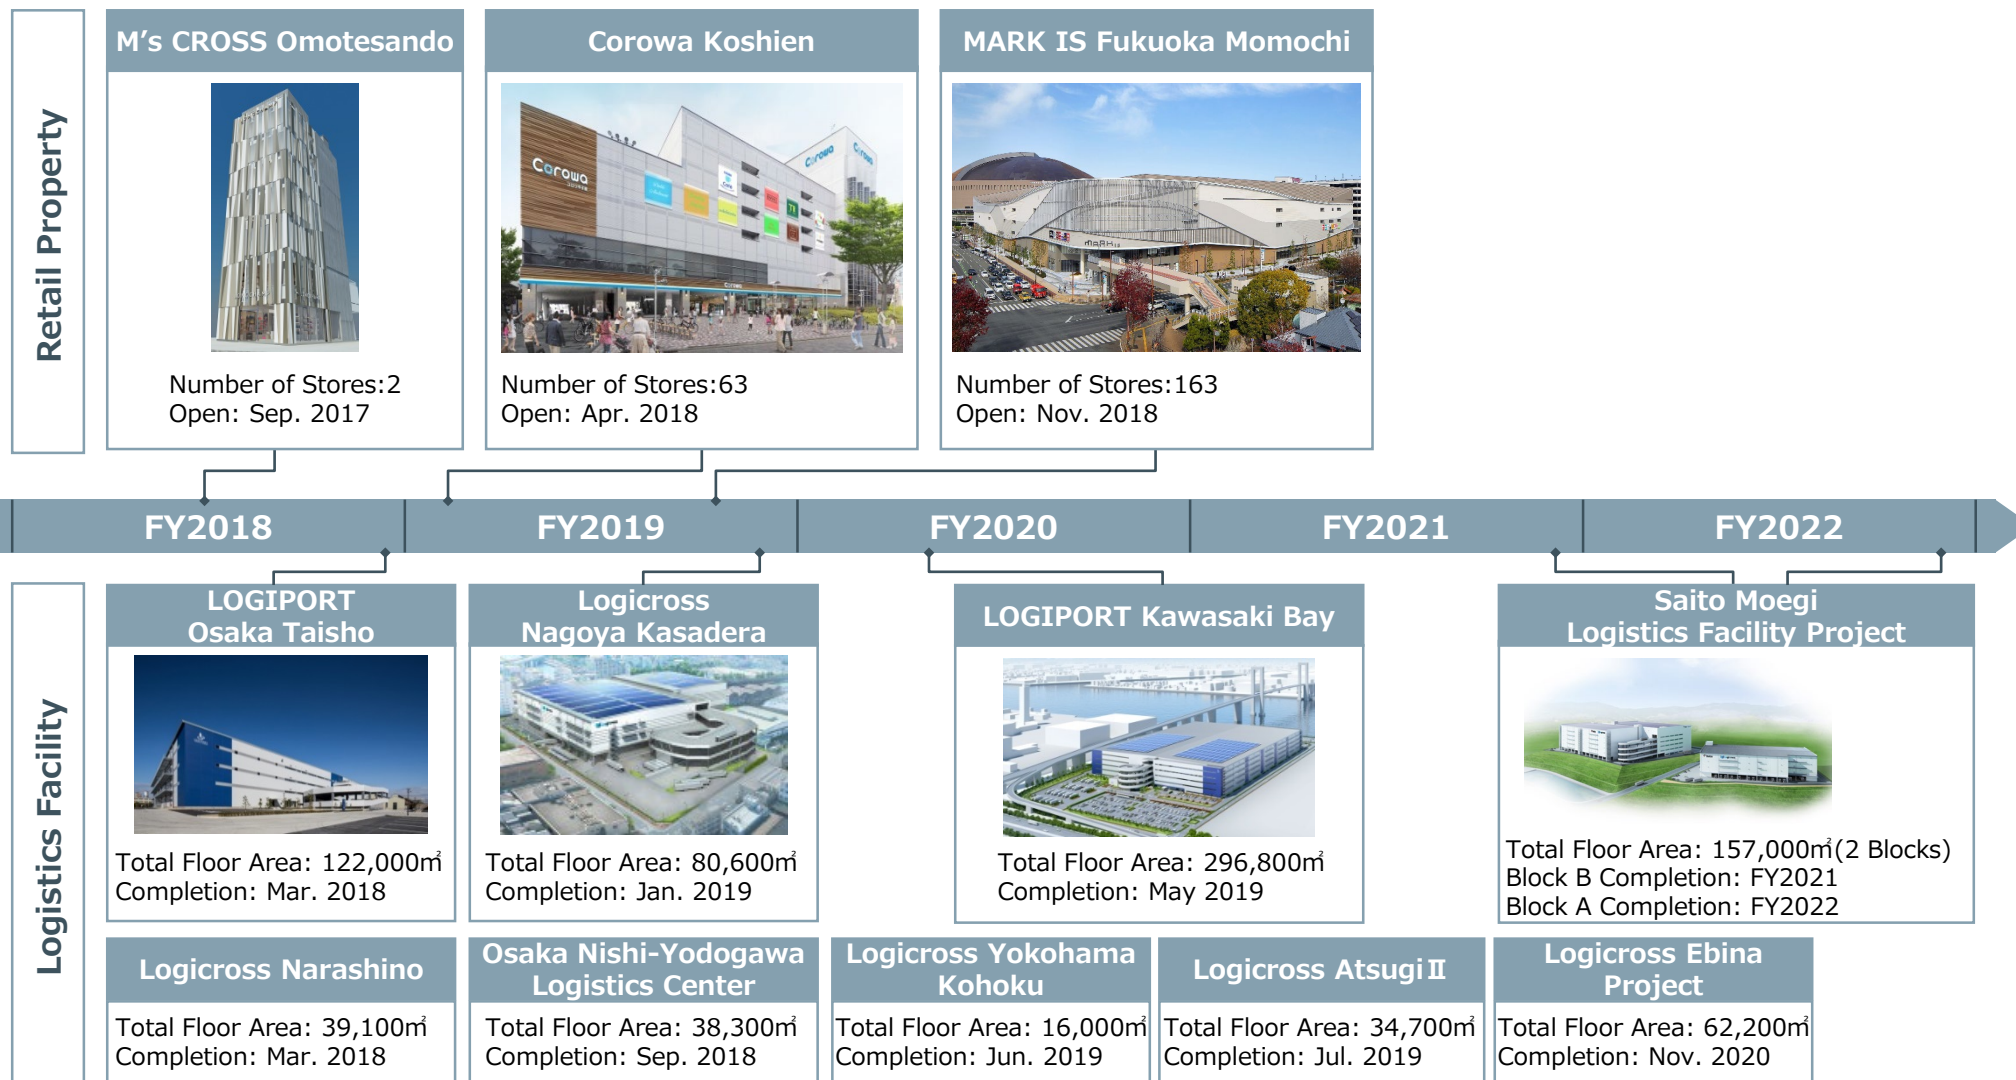 Retail Property
M's CROSS Omotesando
Number of Stores:2
Open: Sep. 2017
Corowa Koshien
Corowa
Corowa
Corowa
Corowa
Number of Stores:63
Open: Apr. 2018
MARK IS Fukuoka Momochi
Number of Stores:163
Open: Nov. 2018
FY2018
FY2019
FY2020
FY2021
FY2022
Logistics Facility
LOGIPORT
Osaka Taisho
Total Floor Area: 122,000㎡
Completion: Mar. 2018
Logicross
Nagoya Kasadera
Total Floor Area: 80,600㎡
Completion: Jan. 2019
LOGIPORT Kawasaki Bay
Total Floor Area: 296,800㎡
Completion: May 2019
Saito Moegi
Logistics Facility Project
Total Floor Area: 157,000㎡(2 Blocks)
Block B Completion: FY2021
Block A Completion: FY2022
Logicross Narashino
Total Floor Area: 39,100㎡
Completion: Mar. 2018
Osaka Nishi-Yodogawa
Logistics Center
Total Floor Area: 38,300㎡
Completion: Sep. 2018
Logicross Yokohama
Kohoku
Total Floor Area: 16,000㎡
Completion: Jun. 2019
Logicross AtsugiⅡ
Total Floor Area: 34,700㎡
Completion: Jul. 2019
Logicross Ebina
Project
Total Floor Area: 62,200㎡
Completion: Nov. 2020